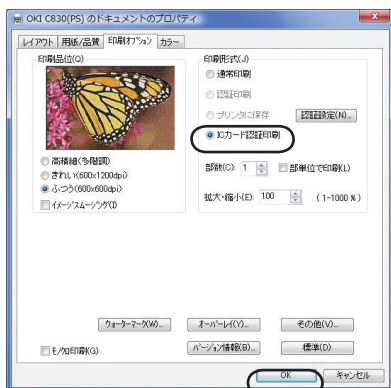 OKI C830(PS) のドキュメントのプロパティ
レイアウト 用紙/品質 印刷オプション カラー
印刷品位(Q)
高精細(多階調)
きれい(600x1200dpi)
ふつう(600x600dpi)
イメージスムージング(I)
印刷形式(J)
通常印刷
認証印刷
プリンタに保存 認証設定(N)...
ICカード認証印刷
部数(C): 1 部単位で印刷(L)
拡大・縮小(E): 100 (1-1000 %)
ウォーターマーク(W)... オーバーレイ(Y)... その他(V)...
モノクロ印刷(G) バージョン情報(B)... 標準(D)
OK キャンセル